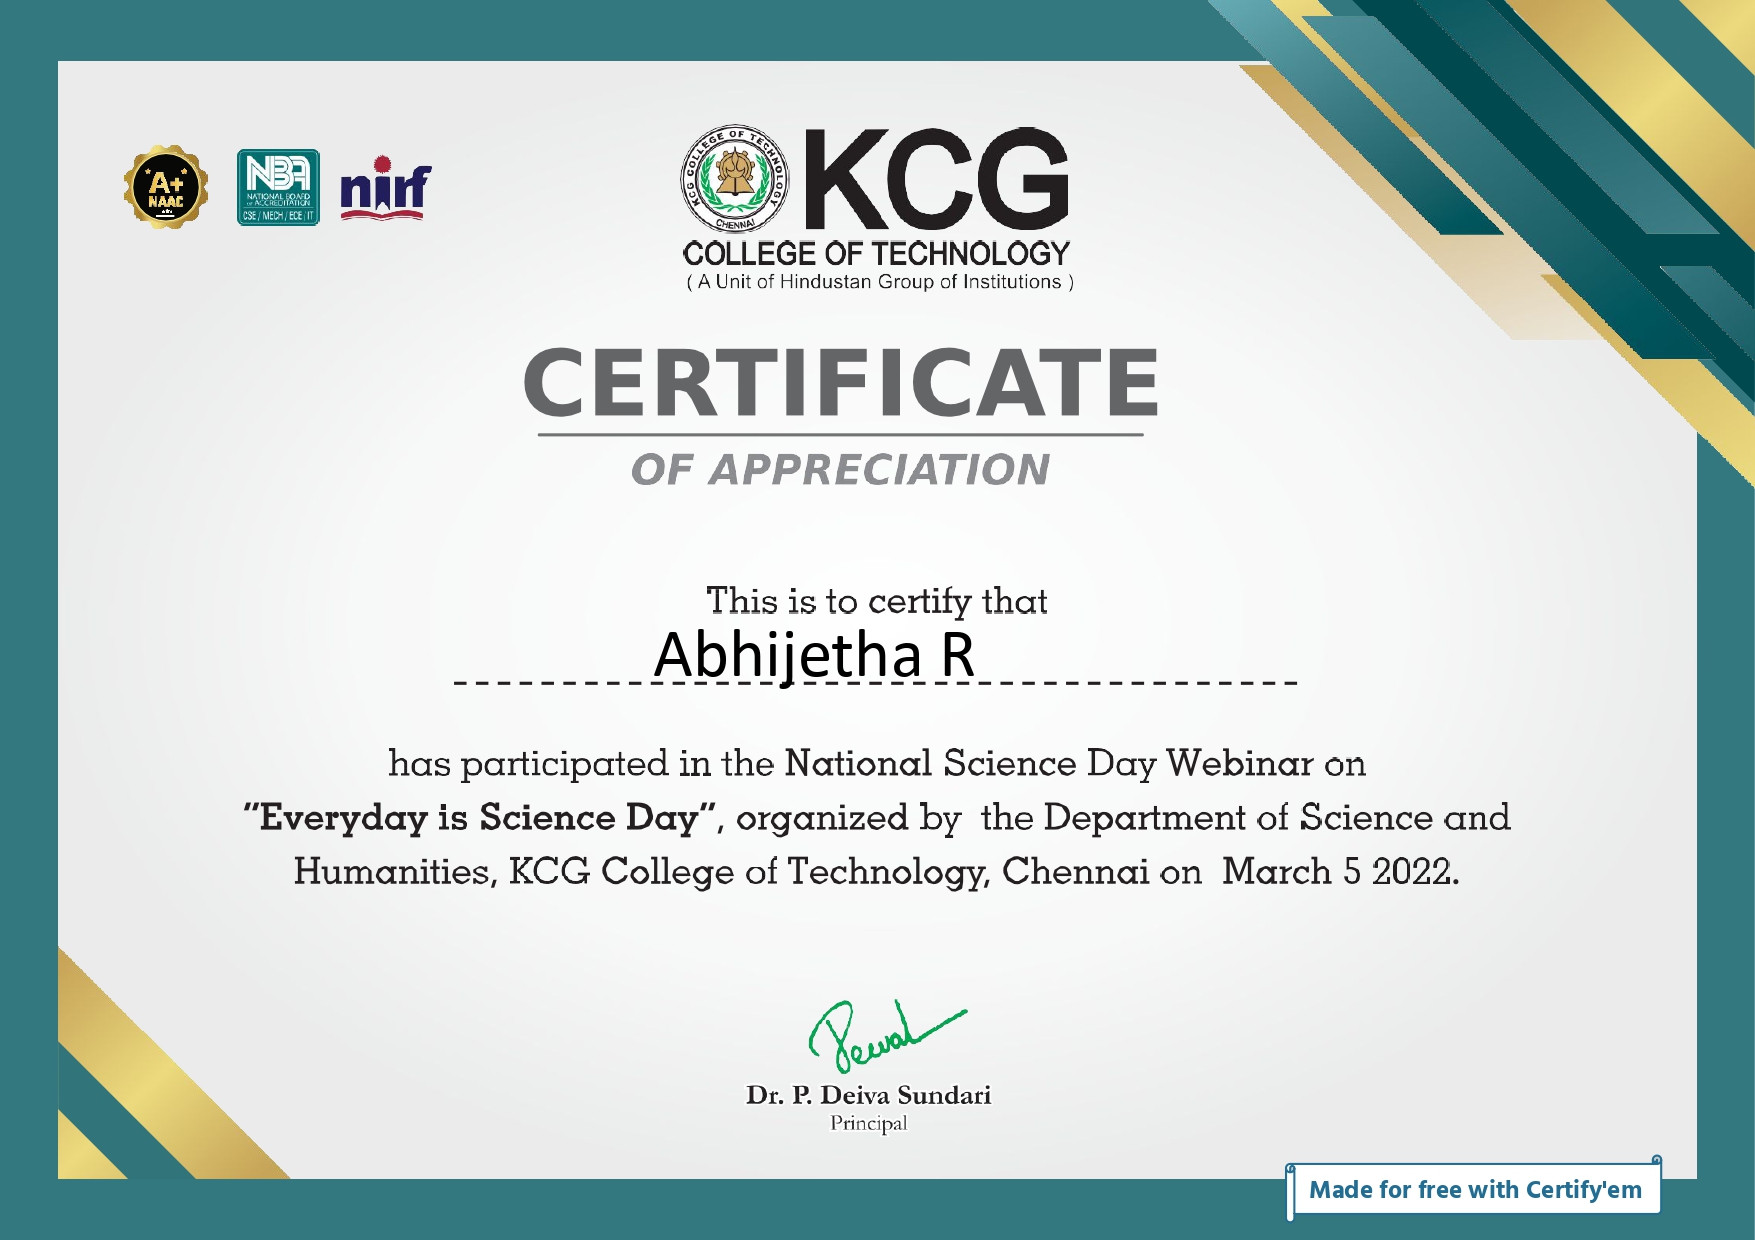 A+
NAAC
NBA
NATIONAL BOARD
OF ACCREDITATION
CSE / MECH / ECE / IT
nirf
KCG COLLEGE OF TECHNOLOGY
CHENNAI
KCG
COLLEGE OF TECHNOLOGY
( A Unit of Hindustan Group of Institutions )
CERTIFICATE
OF APPRECIATION
This is to certify that
Abhijetha R
has participated in the National Science Day Webinar on
"Everyday is Science Day", organized by the Department of Science and
Humanities, KCG College of Technology, Chennai on March 5 2022.
Dr. P. Deiva Sundari
Principal
Made for free with Certify'em